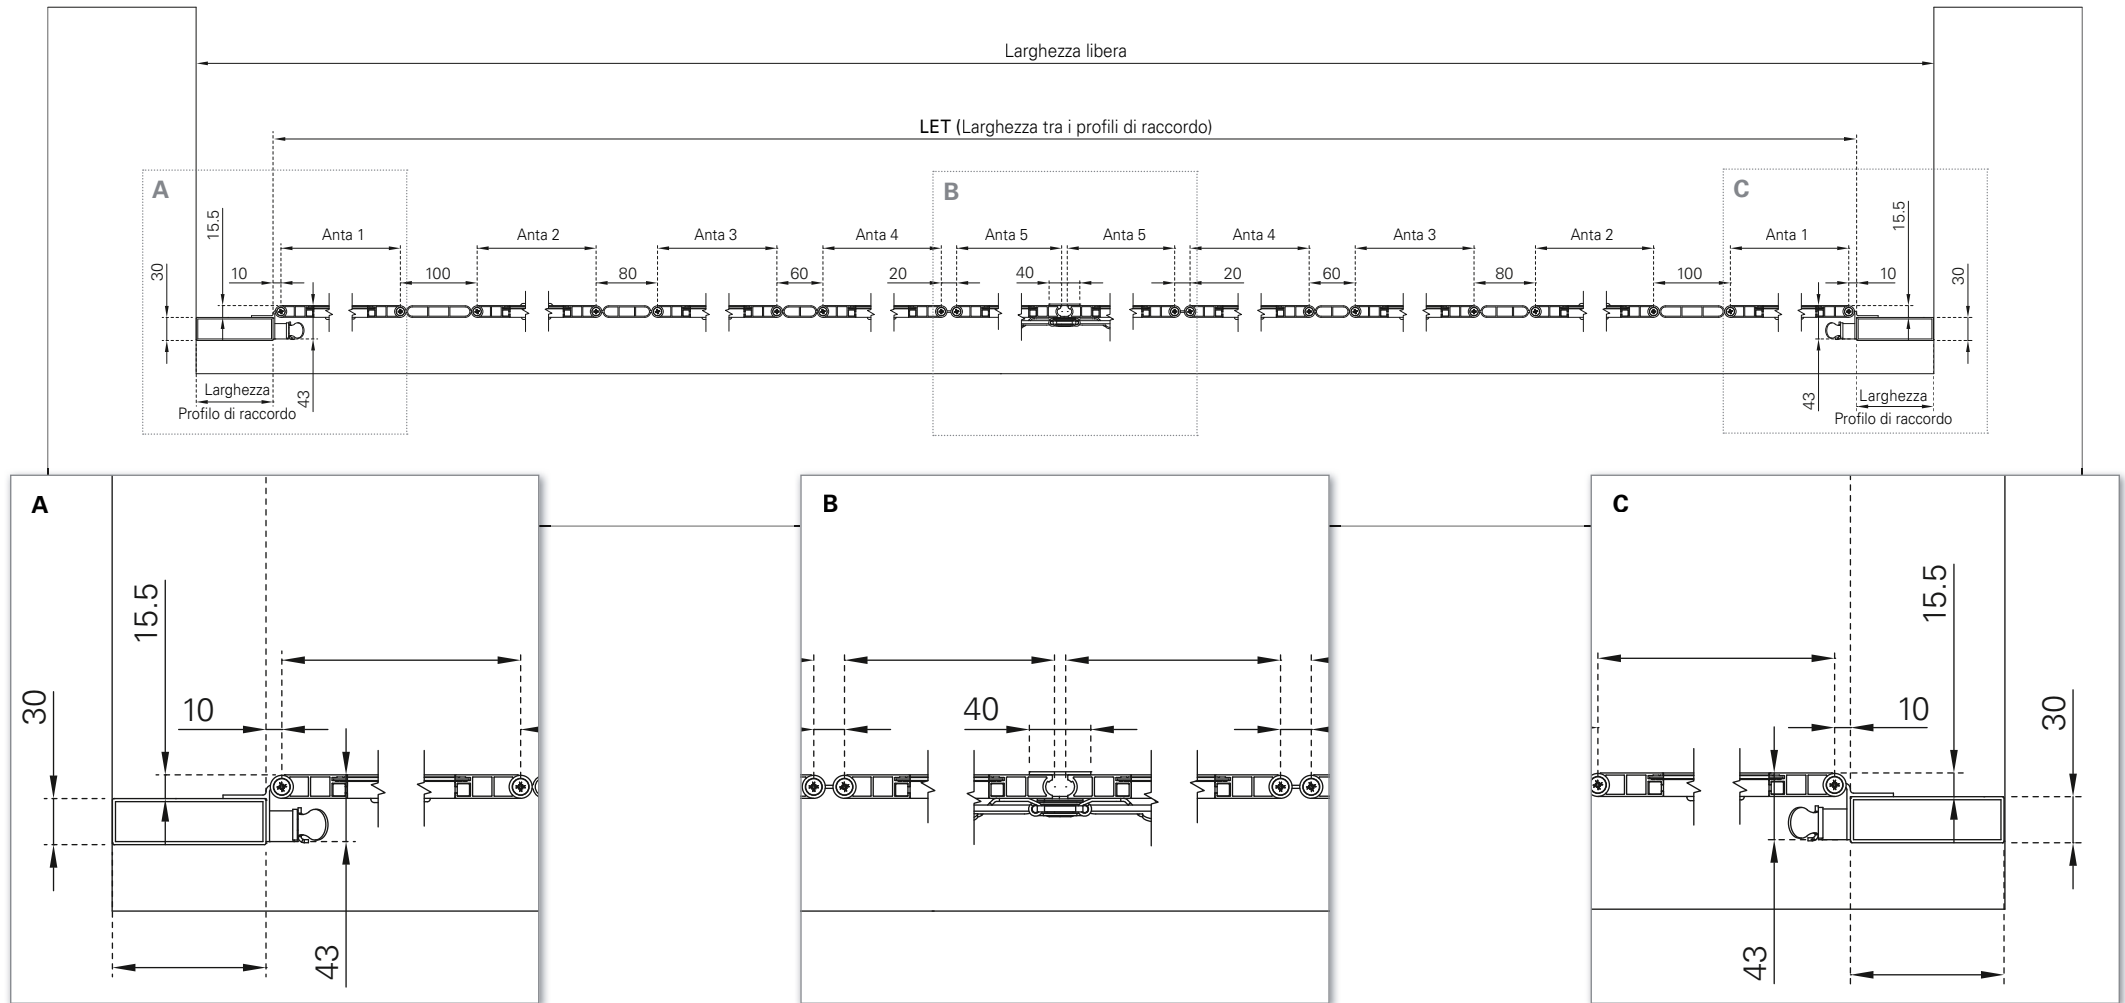 Larghezza libera
LET (Larghezza tra i profili di raccordo)
A
B
C
15.5
15.5
Anta 1
Anta 2
Anta 3
Anta 4
Anta 5
Anta 5
Anta 4
Anta 3
Anta 2
Anta 1
30
10
100
80
60
20
40
20
60
80
100
10
30
Larghezza
Profilo di raccordo
43
43
Larghezza
Profilo di raccordo
A
15.5
30
10
43
B
40
C
15.5
10
30
43